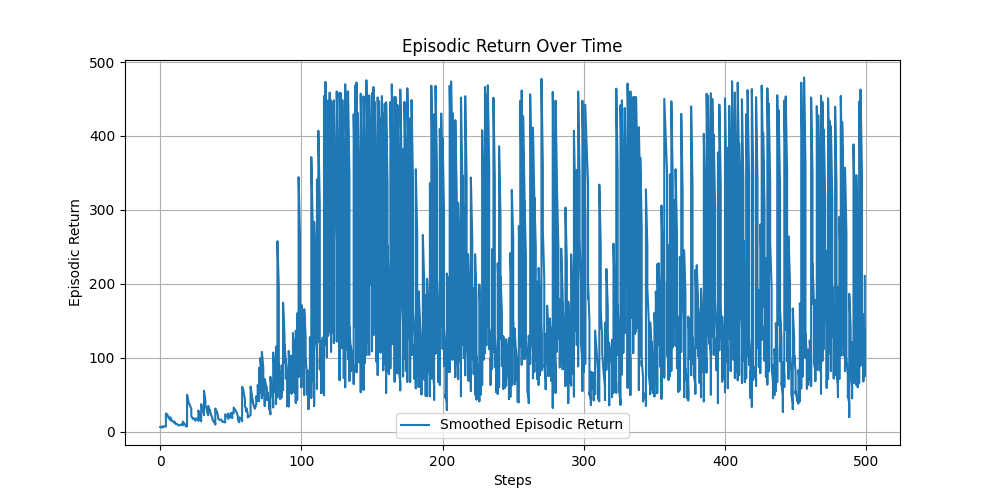 Episodic Return Over Time
Episodic Return
500
400
300
200
100
0
Smoothed Episodic Return
0 100 200 300 400 500
Steps